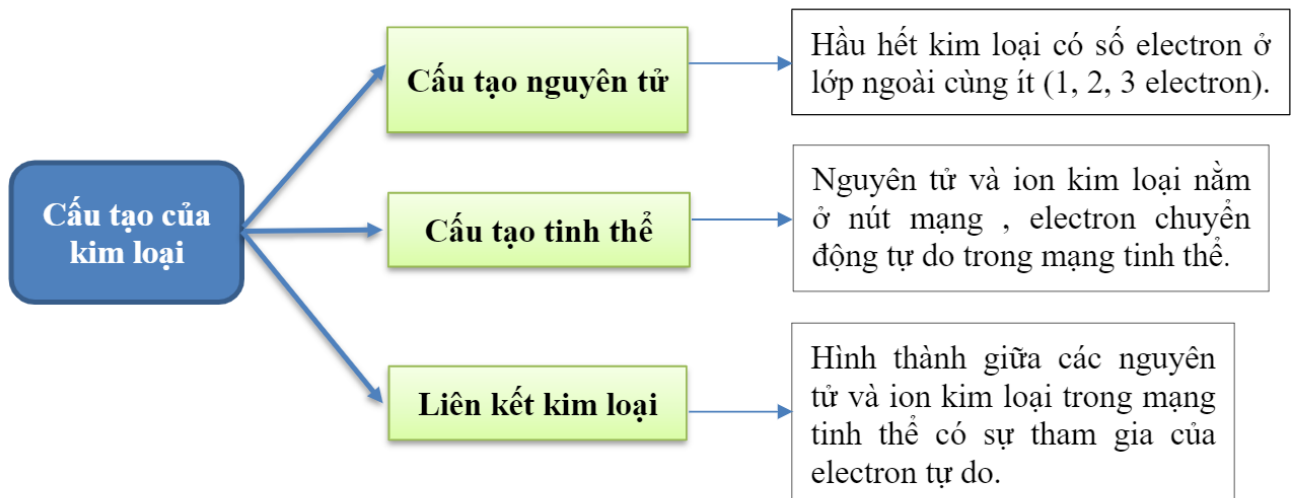 Cấu tạo của
kim loại
Cấu tạo nguyên tử
Hầu hết kim loại có số electron ở
lớp ngoài cùng ít (1, 2, 3 electron).
Cấu tạo tinh thể
Nguyên tử và ion kim loại nằm
ở nút mạng , electron chuyển
động tự do trong mạng tinh thể.
Liên kết kim loại
Hình thành giữa các nguyên
tử và ion kim loại trong mạng
tinh thể có sự tham gia của
electron tự do.